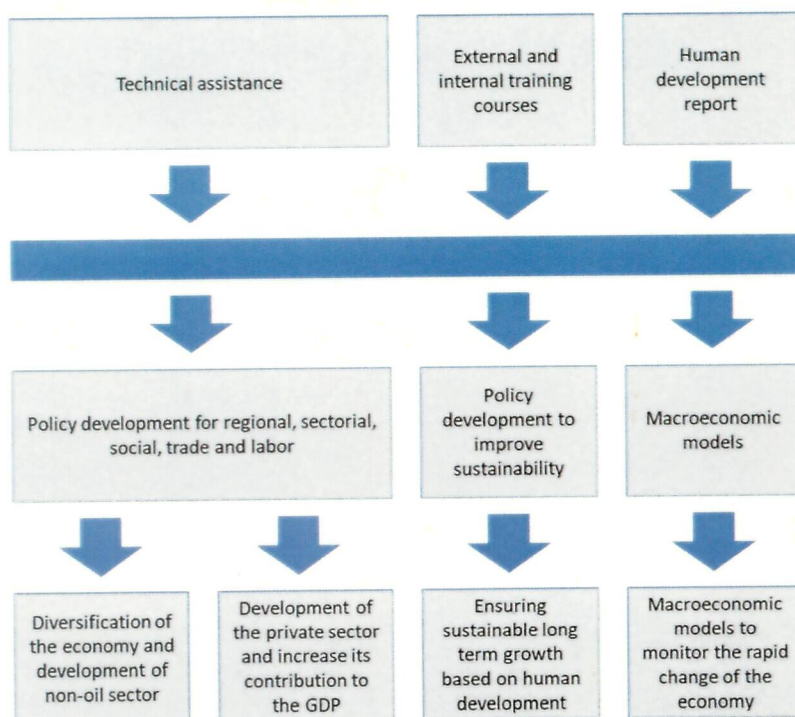 Technical assistance
External and
internal training
courses
Human
development
report
Policy development for regional, sectorial,
social, trade and labor
Policy
development to
improve
sustainability
Macroeconomic
models
Diversification of
the economy and
development of
non-oil sector
Development of
the private sector
and increase its
contribution to
the GDP
Ensuring
sustainable long
term growth
based on human
development
Macroeconomic
models to
monitor the rapid
change of the
economy